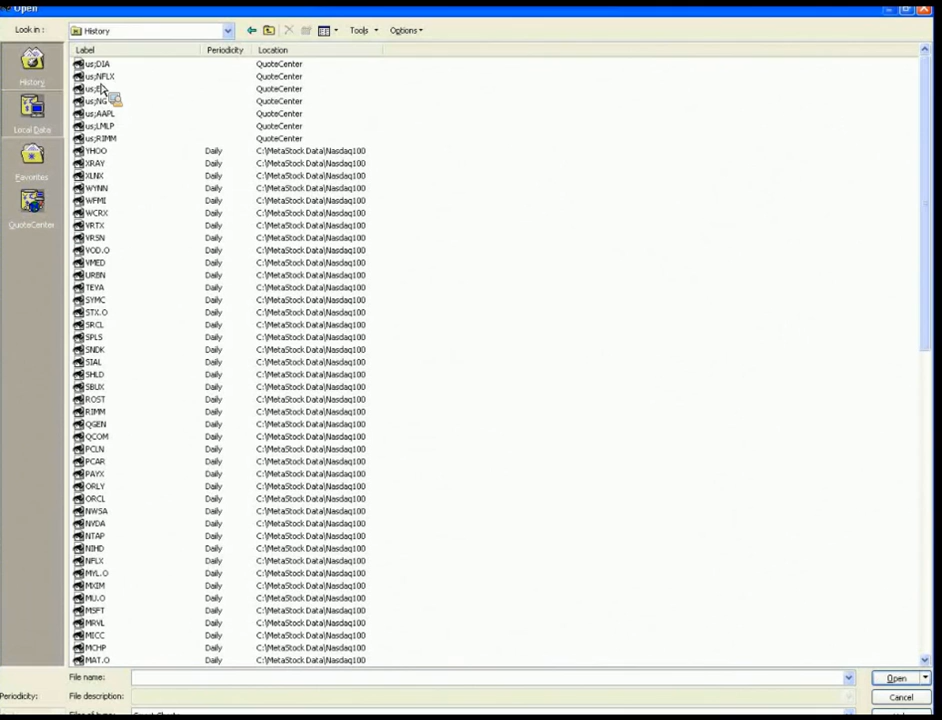 Open
Look in :
History
Tools
Options
History
Local Data
Favorites
QuoteCenter
Label Periodicity Location
us;DIA QuoteCenter
us;NFLX QuoteCenter
QuoteCenter
us;NG QuoteCenter
us;AAPL QuoteCenter
us;LMLP QuoteCenter
us;RIMM QuoteCenter
YHOO Daily C:\MetaStock Data\Nasdaq100
XRAY Daily C:\MetaStock Data\Nasdaq100
XLNX Daily C:\MetaStock Data\Nasdaq100
WYNN Daily C:\MetaStock Data\Nasdaq100
WFMI Daily C:\MetaStock Data\Nasdaq100
WCRX Daily C:\MetaStock Data\Nasdaq100
VRTX Daily C:\MetaStock Data\Nasdaq100
VRSN Daily C:\MetaStock Data\Nasdaq100
VOD.O Daily C:\MetaStock Data\Nasdaq100
VMED Daily C:\MetaStock Data\Nasdaq100
URBN Daily C:\MetaStock Data\Nasdaq100
TEVA Daily C:\MetaStock Data\Nasdaq100
SYMC Daily C:\MetaStock Data\Nasdaq100
STX.O Daily C:\MetaStock Data\Nasdaq100
SRCL Daily C:\MetaStock Data\Nasdaq100
SPLS Daily C:\MetaStock Data\Nasdaq100
SNDK Daily C:\MetaStock Data\Nasdaq100
SIAL Daily C:\MetaStock Data\Nasdaq100
SHLD Daily C:\MetaStock Data\Nasdaq100
SBUX Daily C:\MetaStock Data\Nasdaq100
ROST Daily C:\MetaStock Data\Nasdaq100
RIMM Daily C:\MetaStock Data\Nasdaq100
QGEN Daily C:\MetaStock Data\Nasdaq100
QCOM Daily C:\MetaStock Data\Nasdaq100
PCLN Daily C:\MetaStock Data\Nasdaq100
PCAR Daily C:\MetaStock Data\Nasdaq100
PAYX Daily C:\MetaStock Data\Nasdaq100
ORLY Daily C:\MetaStock Data\Nasdaq100
ORCL Daily C:\MetaStock Data\Nasdaq100
NWSA Daily C:\MetaStock Data\Nasdaq100
NVDA Daily C:\MetaStock Data\Nasdaq100
NTAP Daily C:\MetaStock Data\Nasdaq100
NIHD Daily C:\MetaStock Data\Nasdaq100
NFLX Daily C:\MetaStock Data\Nasdaq100
MYL.O Daily C:\MetaStock Data\Nasdaq100
MXIM Daily C:\MetaStock Data\Nasdaq100
MU.O Daily C:\MetaStock Data\Nasdaq100
MSFT Daily C:\MetaStock Data\Nasdaq100
MRVL Daily C:\MetaStock Data\Nasdaq100
MICC Daily C:\MetaStock Data\Nasdaq100
MCHP Daily C:\MetaStock Data\Nasdaq100
MAT.O Daily C:\MetaStock Data\Nasdaq100
File name:
Open
Periodicity:
File description:
Cancel